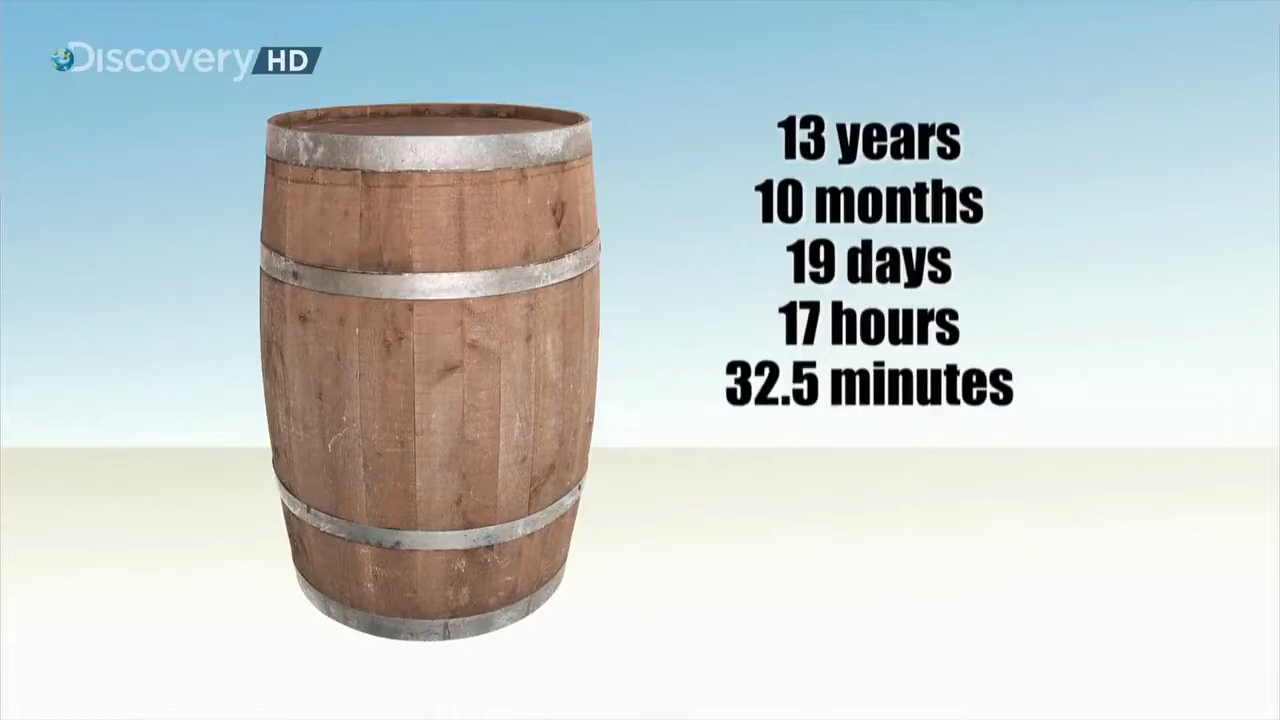 Discovery HD
13 years
10 months
19 days
17 hours
32.5 minutes